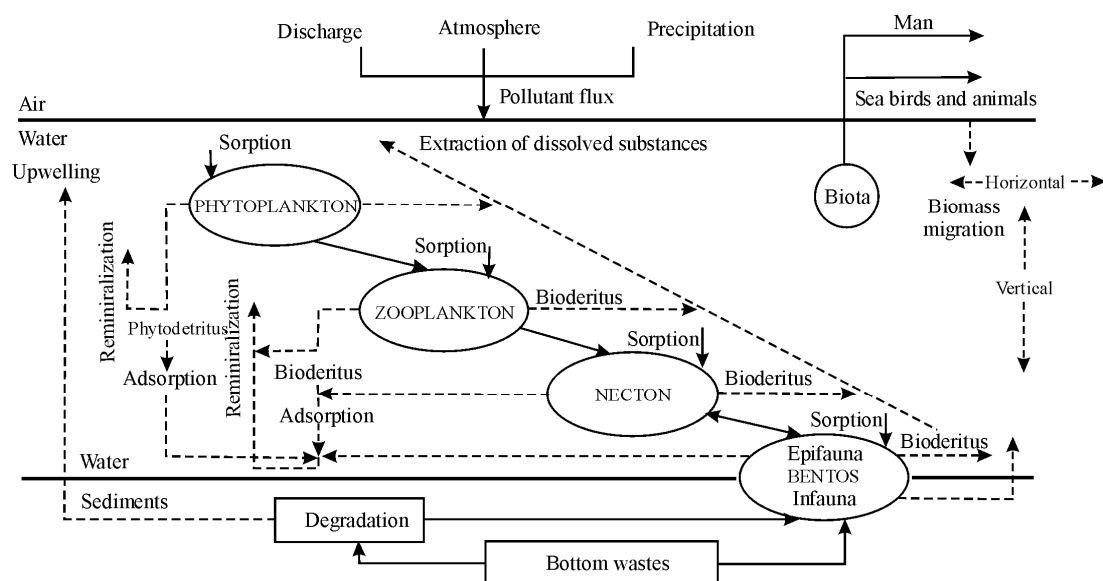 Man
Discharge
Atmosphere
Precipitation
Pollutant flux
Sea birds and animals
Air
Water
Sorption
Extraction of dissolved substances
Upwelling
Horizontal
PHYTOPLANKTON
Biota
Biomass
migration
Sorption
Reminiralization
Vertical
Bioderitus
ZOOPLANKTON
Reminiralization
Phytodetritus
Sorption
Adsorption
Bioderitus
Bioderitus
NECTON
Adsorption
Sorption
Bioderitus
Water
Epifauna
BENTOS
Infauna
Sediments
Degradation
Bottom wastes